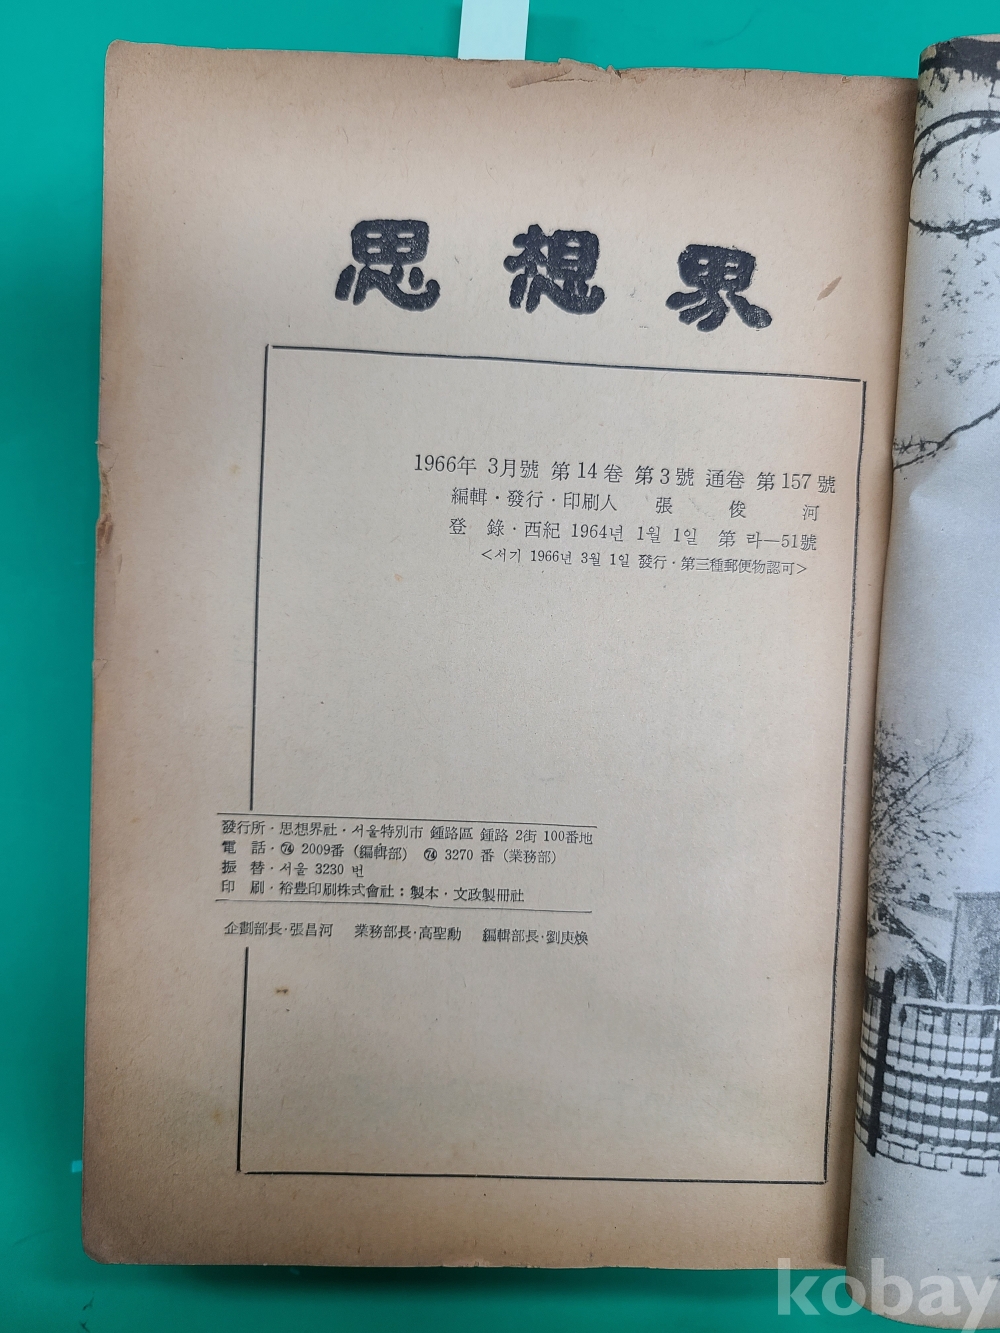 思想界
1966年 3月號 第14卷 第3號 通卷 第157號
編輯·發行·印刷人 張俊河
登錄·西紀 1964년 1월 1일 第 라—51號
<서기 1966년 3월 1일 發行·第三種郵便物認可>
發行所·思想界社·서울特別市 鍾路區 鍾路 2街 100番地
電話·㉔ 2009番 (編輯部) ㉔ 3270 番 (業務部)
振替·서울 3230 번
印刷·裕豊印刷株式會社 : 製本·文政製冊社
企劃部長·張昌河 業務部長·高聖勳 編輯部長·劉庚煥
kobay